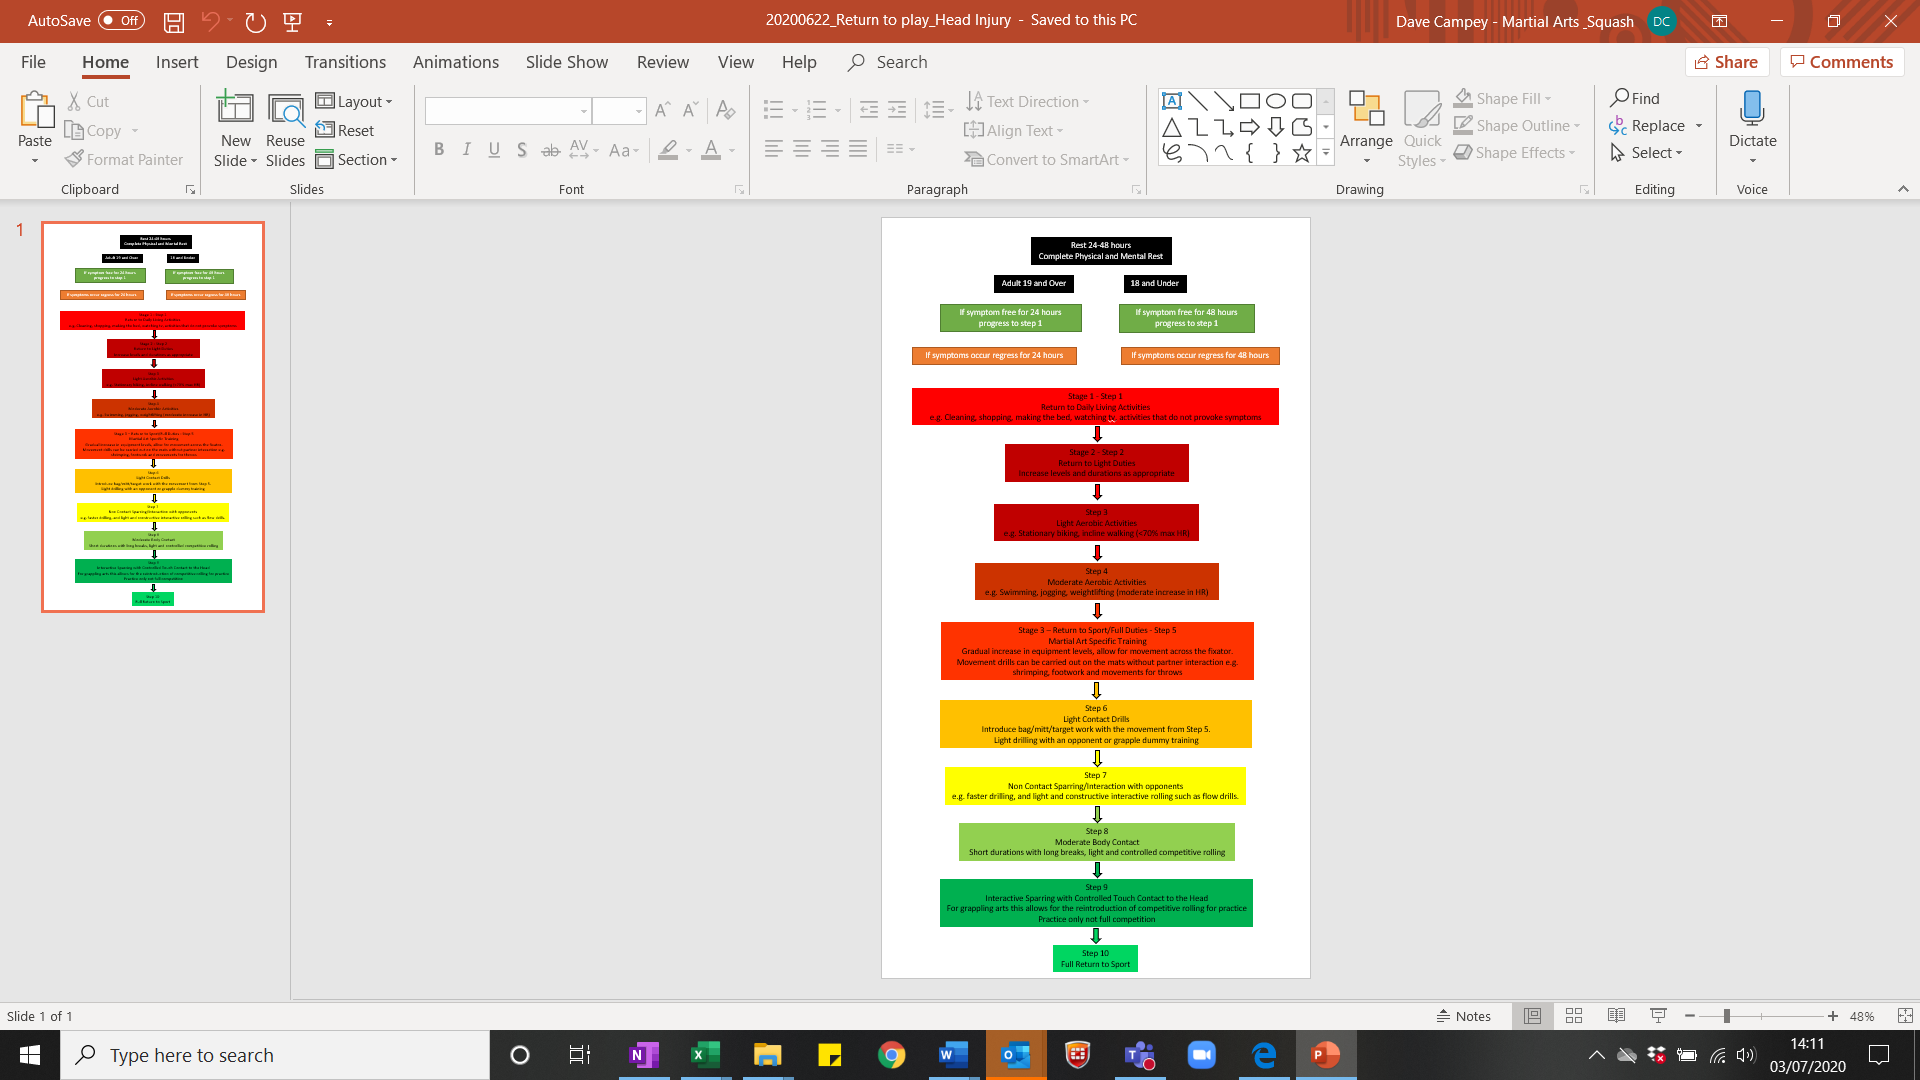 AutoSave Off
20200622_Return to play_Head Injury - Saved to this PC
Dave Campey - Martial Arts _Squash
DC
File Home Insert Design Transitions Animations Slide Show Review View Help Search
Share Comments
Paste
Cut
Copy
Format Painter
Clipboard
New Slide
Reuse Slides
Layout
Reset
Section
Slides
B I U S ab AV Aa A
Font
Text Direction
Align Text
Convert to SmartArt
Paragraph
Arrange
Quick Styles
Shape Fill
Shape Outline
Shape Effects
Drawing
Find
Replace
Select
Editing
Dictate
Voice
1
Rest 24-48 hours
Complete Physical and Mental Rest
Adult 19 and Over
18 and Under
If symptom free for 24 hours
progress to step 1
If symptom free for 48 hours
progress to step 1
If symptoms occur regress for 24 hours
If symptoms occur regress for 48 hours
Stage 1 - Step 1
Return to Daily Living Activities
e.g. Cleaning, shopping, making the bed, watching tv, activities that do not provoke symptoms
Stage 2 - Step 2
Return to Light Duties
Increase levels and durations as appropriate
Step 3
Light Aerobic Activities
e.g. Stationary biking, incline walking (<70% max HR)
Step 4
Moderate Aerobic Activities
e.g. Swimming, jogging, weightlifting (moderate increase in HR)
Stage 3 – Return to Sport/Full Duties - Step 5
Martial Art Specific Training
Gradual increase in equipment levels, allow for movement across the fixator.
Movement drills can be carried out on the mats without partner interaction e.g.
shrimping, footwork and movements for throws
Step 6
Light Contact Drills
Introduce bag/mitt/target work with the movement from Step 5.
Light drilling with an opponent or grapple dummy training
Step 7
Non Contact Sparring/Interaction with opponents
e.g. faster drilling, and light and constructive interactive rolling such as flow drills.
Step 8
Moderate Body Contact
Short durations with long breaks, light and controlled competitive rolling
Step 9
Interactive Sparring with Controlled Touch Contact to the Head
For grappling arts this allows for the reintroduction of competitive rolling for practice
Practice only not full competition
Step 10
Full Return to Sport
Slide 1 of 1
Notes
48%
Type here to search
14:11
03/07/2020